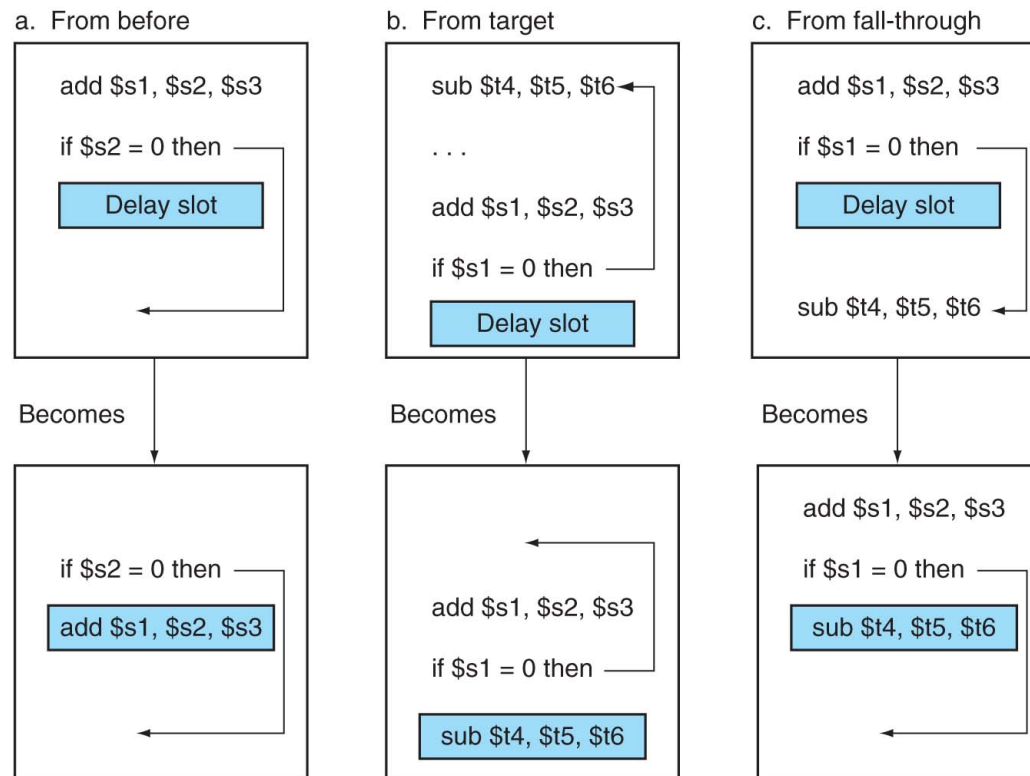 a. From before
add $s1, $s2, $s3
if $s2 = 0 then
Delay slot
Becomes
if $s2 = 0 then
add $s1, $s2, $s3
b. From target
sub $t4, $t5, $t6
. . .
add $s1, $s2, $s3
if $s1 = 0 then
Delay slot
Becomes
add $s1, $s2, $s3
if $s1 = 0 then
sub $t4, $t5, $t6
c. From fall-through
add $s1, $s2, $s3
if $s1 = 0 then
Delay slot
sub $t4, $t5, $t6
Becomes
add $s1, $s2, $s3
if $s1 = 0 then
sub $t4, $t5, $t6